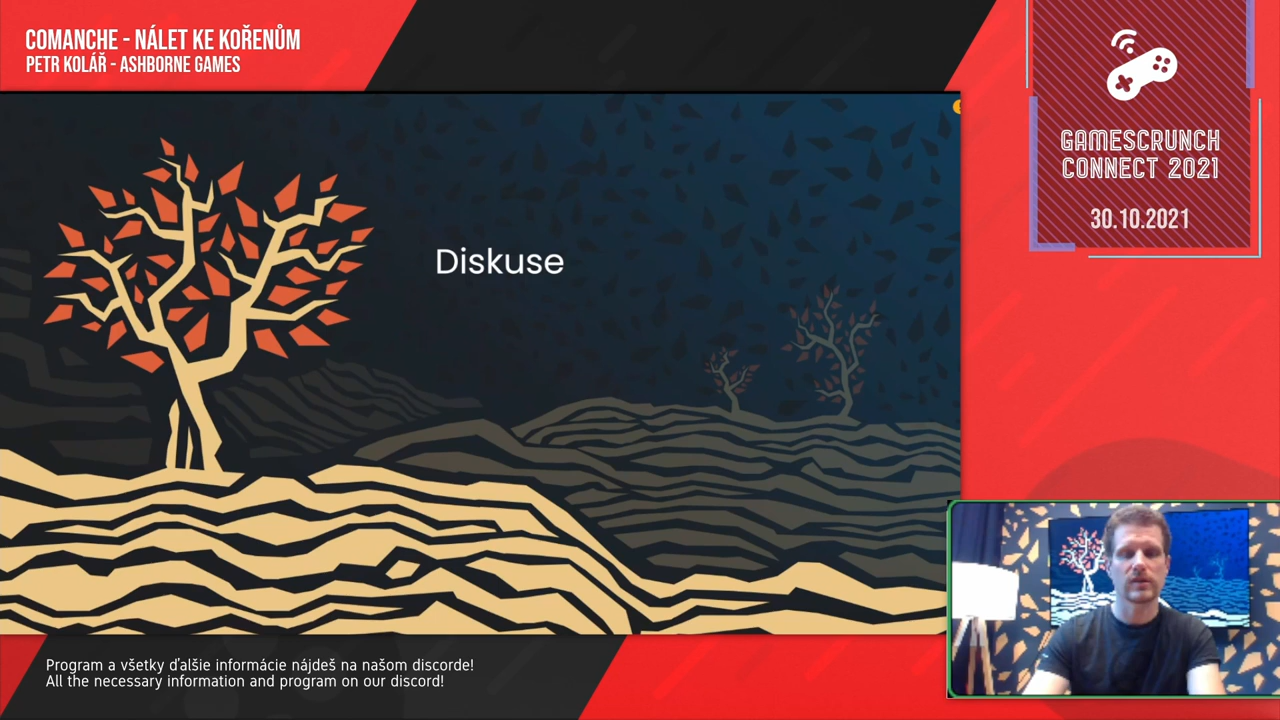 COMANCHE - NÁLET KE KOŘENŮM
PETR KOLÁŘ - ASHBORNE GAMES
GAMESCRUNCH
CONNECT 2021
30.10.2021
Diskuse
Program a všetky ďalšie informácie nájdeš na našom discorde!
All the necessary information and program on our discord!